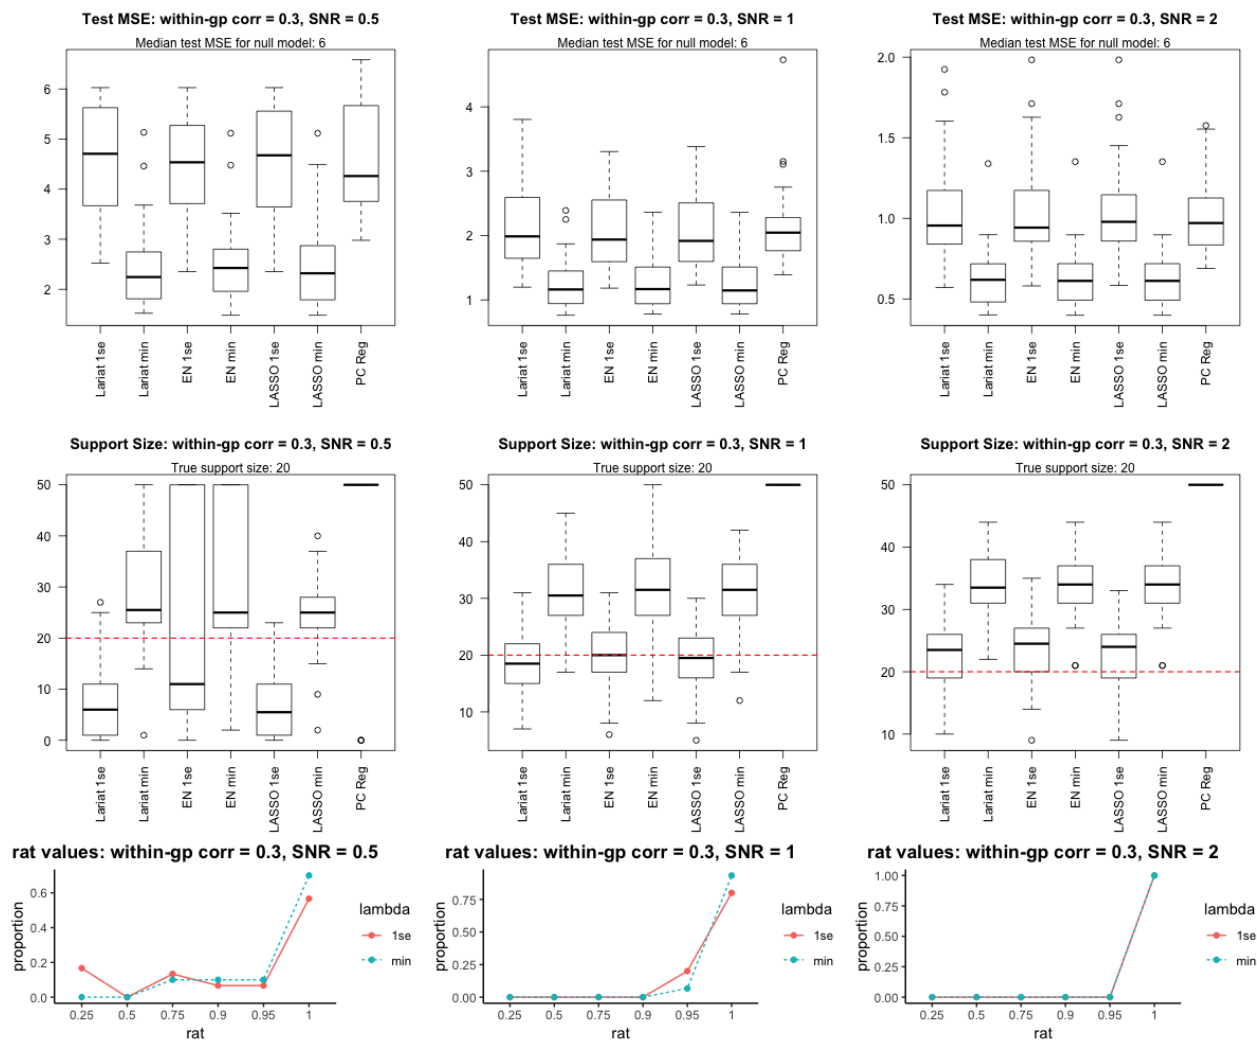 Test MSE: within-gp corr = 0.3, SNR = 0.5
Median test MSE for null model: 6
6
5
4
3
2
Lariat 1se
Lariat min
EN 1se
EN min
LASSO 1se
LASSO min
PC Reg
Test MSE: within-gp corr = 0.3, SNR = 1
Median test MSE for null model: 6
4
3
2
1
Lariat 1se
Lariat min
EN 1se
EN min
LASSO 1se
LASSO min
PC Reg
Test MSE: within-gp corr = 0.3, SNR = 2
Median test MSE for null model: 6
2.0
1.5
1.0
0.5
Lariat 1se
Lariat min
EN 1se
EN min
LASSO 1se
LASSO min
PC Reg
Support Size: within-gp corr = 0.3, SNR = 0.5
True support size: 20
50
40
30
20
10
0
Lariat 1se
Lariat min
EN 1se
EN min
LASSO 1se
LASSO min
PC Reg
Support Size: within-gp corr = 0.3, SNR = 1
True support size: 20
50
40
30
20
10
Lariat 1se
Lariat min
EN 1se
EN min
LASSO 1se
LASSO min
PC Reg
Support Size: within-gp corr = 0.3, SNR = 2
True support size: 20
50
40
30
20
10
Lariat 1se
Lariat min
EN 1se
EN min
LASSO 1se
LASSO min
PC Reg
rat values: within-gp corr = 0.3, SNR = 0.5
proportion
0.6
0.4
0.2
0.0
0.25 0.5 0.75 0.9 0.95 1
rat
lambda
1se
min
rat values: within-gp corr = 0.3, SNR = 1
proportion
0.75
0.50
0.25
0.00
0.25 0.5 0.75 0.9 0.95 1
rat
lambda
1se
min
rat values: within-gp corr = 0.3, SNR = 2
proportion
1.00
0.75
0.50
0.25
0.00
0.25 0.5 0.75 0.9 0.95 1
rat
lambda
1se
min